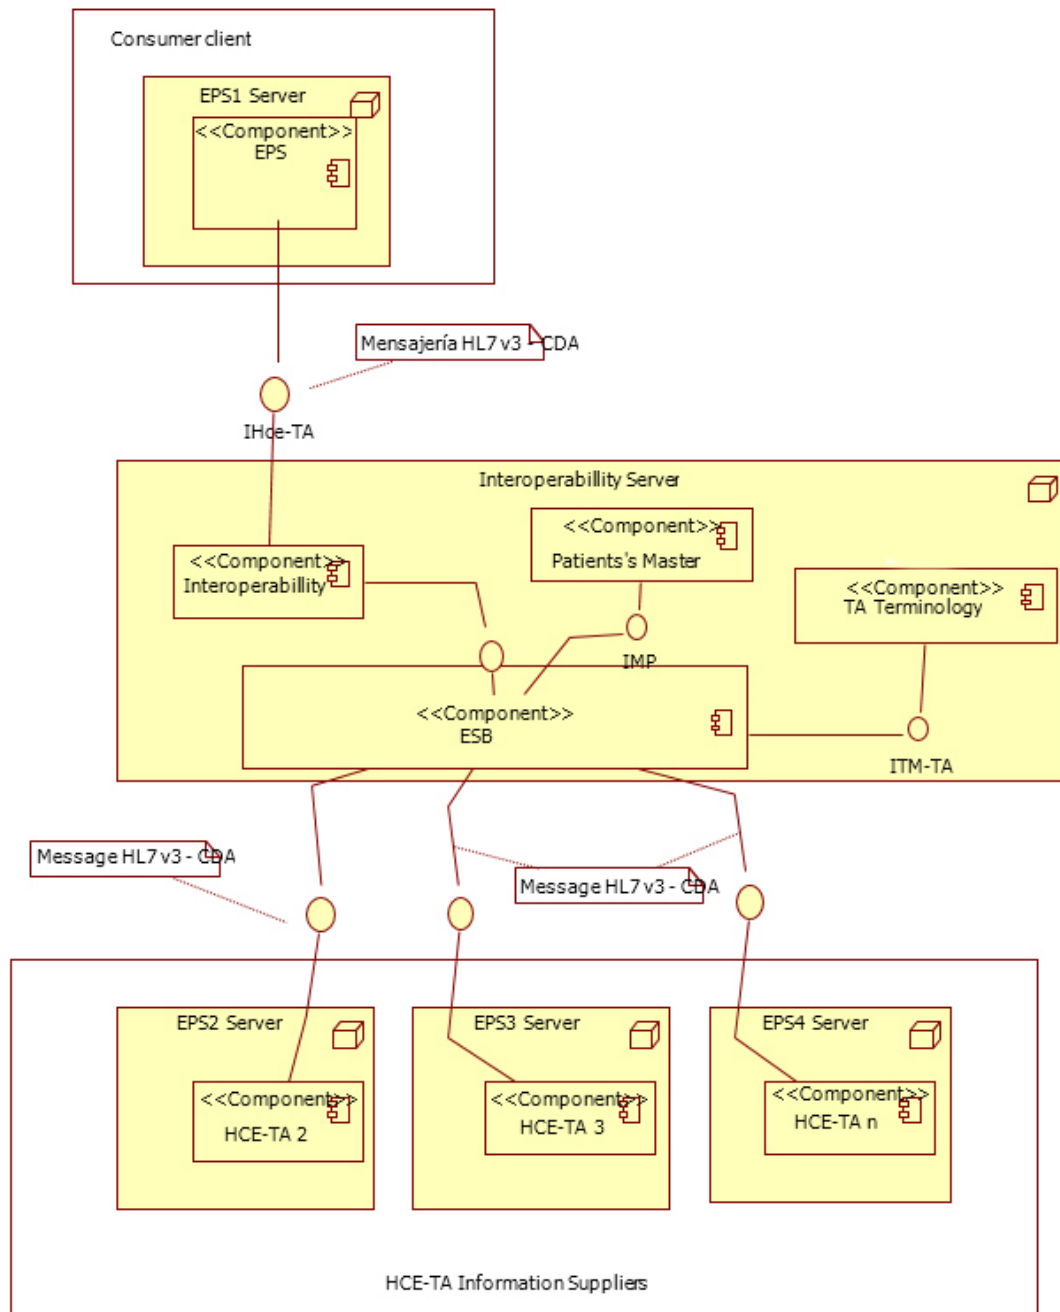 Consumer client
EPS1 Server
<<Component>>
EPS
Mensajería HL7 v3 - CDA
IHce-TA
Interoperabillity Server
<<Component>>
Patients's Master
<<Component>>
Interoperabillity
<<Component>>
TA Terminology
IMP
<<Component>>
ESB
ITM-TA
Message HL7 v3 - CDA
Message HL7 v3 - CDA
EPS2 Server
EPS3 Server
EPS4 Server
<<Component>>
HCE-TA 2
<<Component>>
HCE-TA 3
<<Component>>
HCE-TA n
HCE-TA Information Suppliers